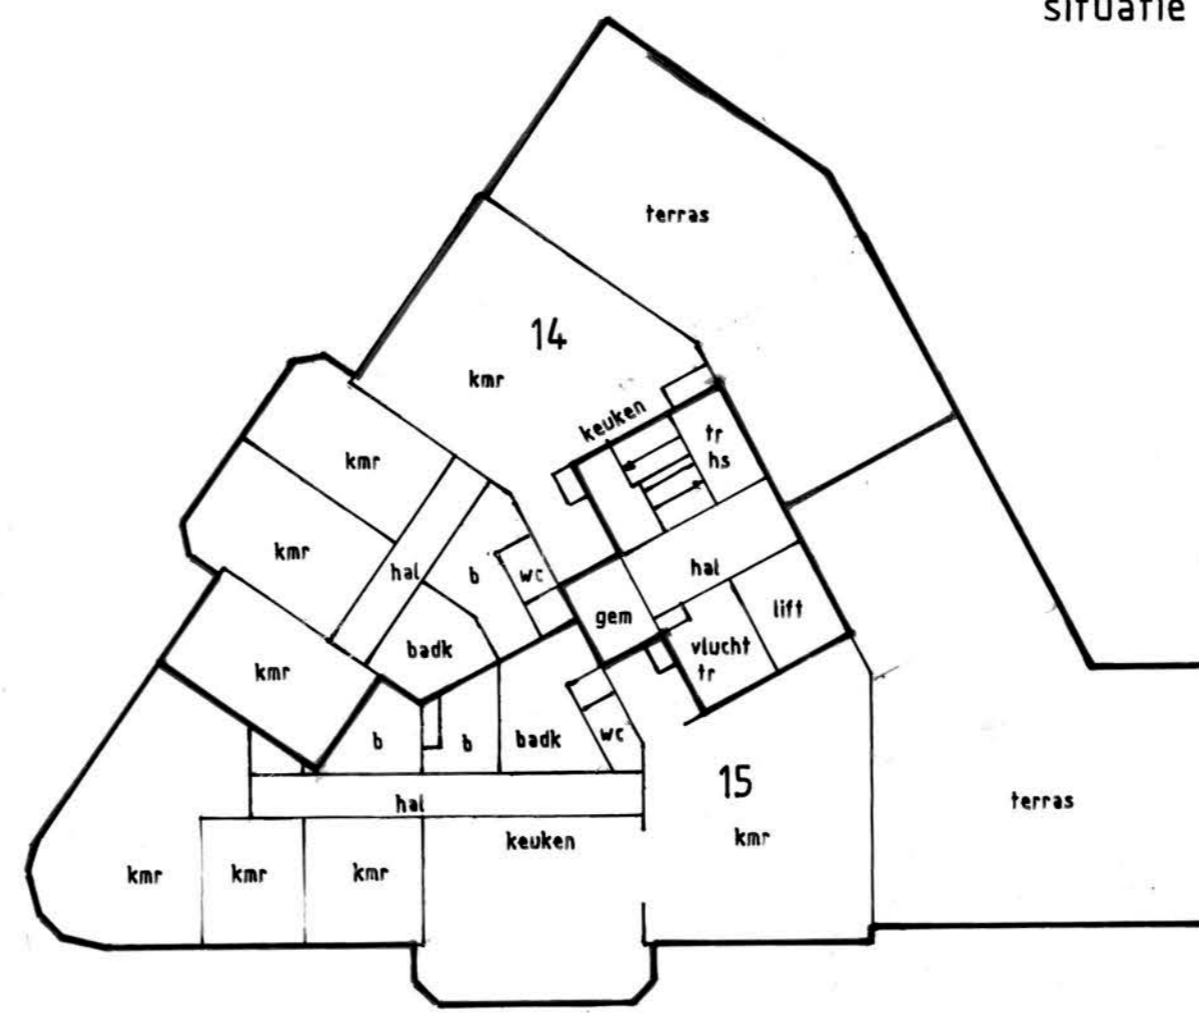 situatie
terras
14
kmr
keuken
tr
hs
kmr
kmr
hal
b
wc
hal
gem
lift
badk
vlucht
tr
kmr
b
b
badk
wc
15
hal
terras
keuken
kmr
kmr
kmr
kmr